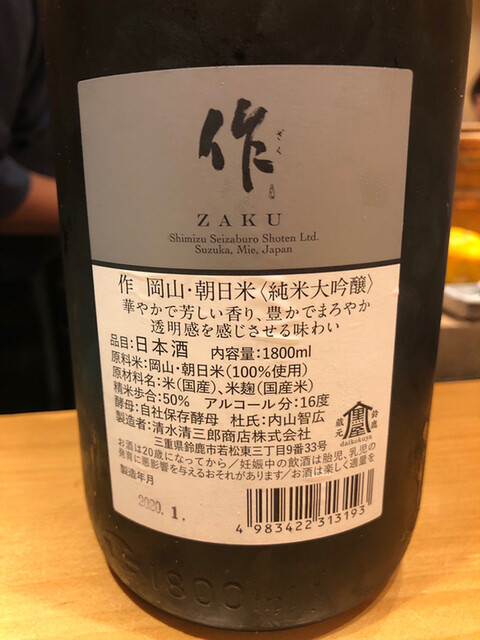 作
ざく
ZAKU
Shimizu Seizaburo Shoten Ltd.
Suzuka, Mie, Japan
作 岡山・朝日米〈純米大吟醸〉
華やかで芳しい香り、豊かでまろやか
透明感を感じさせる味わい
品目:日本酒 内容量:1800ml
原料米:岡山・朝日米(100%使用)
原材料名:米(国産)、米麹(国産米)
精米歩合:50% アルコール分:16度
酵母:自社保存酵母 杜氏:内山智広
製造者:清水清三郎商店株式会社
三重県鈴鹿市若松東三丁目9番33号
蔵元 鈴鹿
daikokuya
お酒は20歳になってから/妊娠中の飲酒は胎児、乳児の
発育に悪影響を与えるおそれがあります/お酒は楽しく適量を
製造年月
2020.1.
4 983422 313193
1800